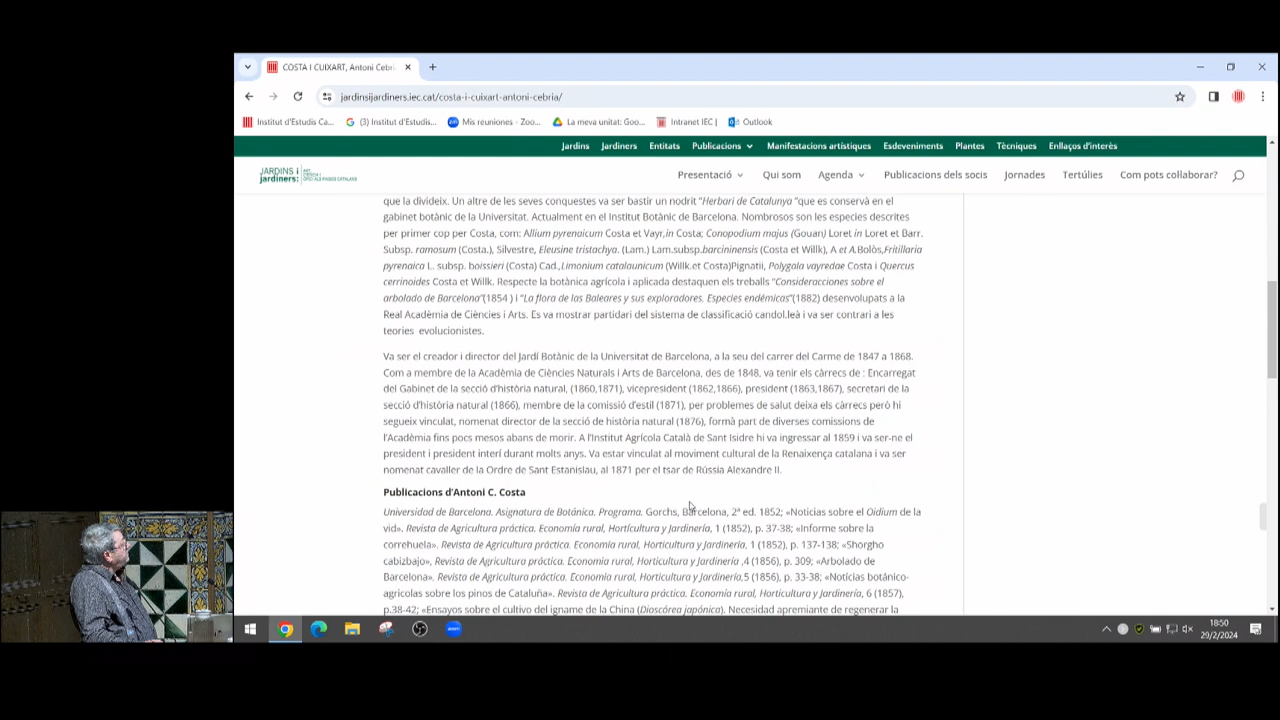 COSTA I CUIXART, Antoni Cebri
jardinsijardiners.iec.cat/costa-i-cuixart-antoni-cebria/
Institut d'Estudis Ca... (3) Institut d'Estudis... Mis reuniones - Zoo... La meva unitat: Goo... Intranet IEC | Outlook
Jardins Jardiners Entitats Publicacions Manifestacions artístiques Esdeveniments Plantes Tècniques Enllaços d'interès
JARDINS i
jardiners:
Presentació Qui som Agenda Publicacions dels socis Jornades Tertúlies Com pots collaborar?
que la divideix. Un altre de les seves conquestes va ser bastir un nodrit "Herbari de Catalunya "que es conservà en el
gabinet botànic de la Universitat. Actualment en el Institut Botànic de Barcelona. Nombrosos son les especies descrites
per primer cop per Costa, com: Allium pyrenaicum Costa et Vayr,in Costa; Conopodium majus (Gouan) Loret in Loret et Barr.
Subsp. ramosum (Costa.), Silvestre, Eleusine tristachya. (Lam.) Lam.subsp.barcininensis (Costa et Willk), A et A.Bolòs,Fritillaria
pyrenaica L. subsp. boissieri (Costa) Cad.,Limonium catalaunicum (Willk.et Costa)Pignatii, Polygala vayredae Costa i Quercus
cerrinoides Costa et Willk. Respecte la botànica agrícola i aplicada destaquen els treballs "Consideracciones sobre el
arbolado de Barcelona"(1854 ) i "La flora de las Baleares y sus exploradores. Especies endémicas"(1882) desenvolupats a la
Real Acadèmia de Ciències i Arts. Es va mostrar partidari del sistema de classificació candol.leà i va ser contrari a les
teories evolucionistes.
Va ser el creador i director del Jardí Botànic de la Universitat de Barcelona, a la seu del carrer del Carme de 1847 a 1868.
Com a membre de la Acadèmia de Ciències Naturals i Arts de Barcelona, des de 1848, va tenir els càrrecs de : Encarregat
del Gabinet de la secció d'història natural, (1860,1871), vicepresident (1862,1866), president (1863,1867), secretari de la
secció d'història natural (1866), membre de la comissió d'estil (1871), per problemes de salut deixa els càrrecs però hi
segueix vinculat, nomenat director de la secció de història natural (1876), formà part de diverses comissions de
l'Acadèmia fins pocs mesos abans de morir. A l'Institut Agrícola Català de Sant Isidre hi va ingressar al 1859 i va ser-ne el
president i president interí durant molts anys. Va estar vinculat al moviment cultural de la Renaixença catalana i va ser
nomenat cavaller de la Ordre de Sant Estanislau, al 1871 per el tsar de Rússia Alexandre II.
Publicacions d'Antoni C. Costa
Universidad de Barcelona. Asignatura de Botánica. Programa. Gorchs, Barcelona, 2ª ed. 1852; «Noticias sobre el Oidium de la
vid». Revista de Agricultura práctica. Economía rural, Hortícultura y Jardinería, 1 (1852), p. 37-38; «Informe sobre la
correhuela». Revista de Agricultura práctica. Economia rural, Horticultura y Jardinería, 1 (1852), p. 137-138; «Shorgho
cabizbajo», Revista de Agricultura práctica. Economia rural, Horticultura y Jardinería ,4 (1856), p. 309; «Arbolado de
Barcelona». Revista de Agricultura práctica. Economia rural, Horticultura y Jardinería,5 (1856), p. 33-38; «Notícias botánico-
agricolas sobre los pinos de Cataluña». Revista de Agricultura práctica. Economia rural, Horticultura y Jardinería, 6 (1857),
p.38-42; «Ensayos sobre el cultivo del igname de la China (Dioscórea japónica). Necesidad apremiante de regenerar la
18:50
29/2/2024